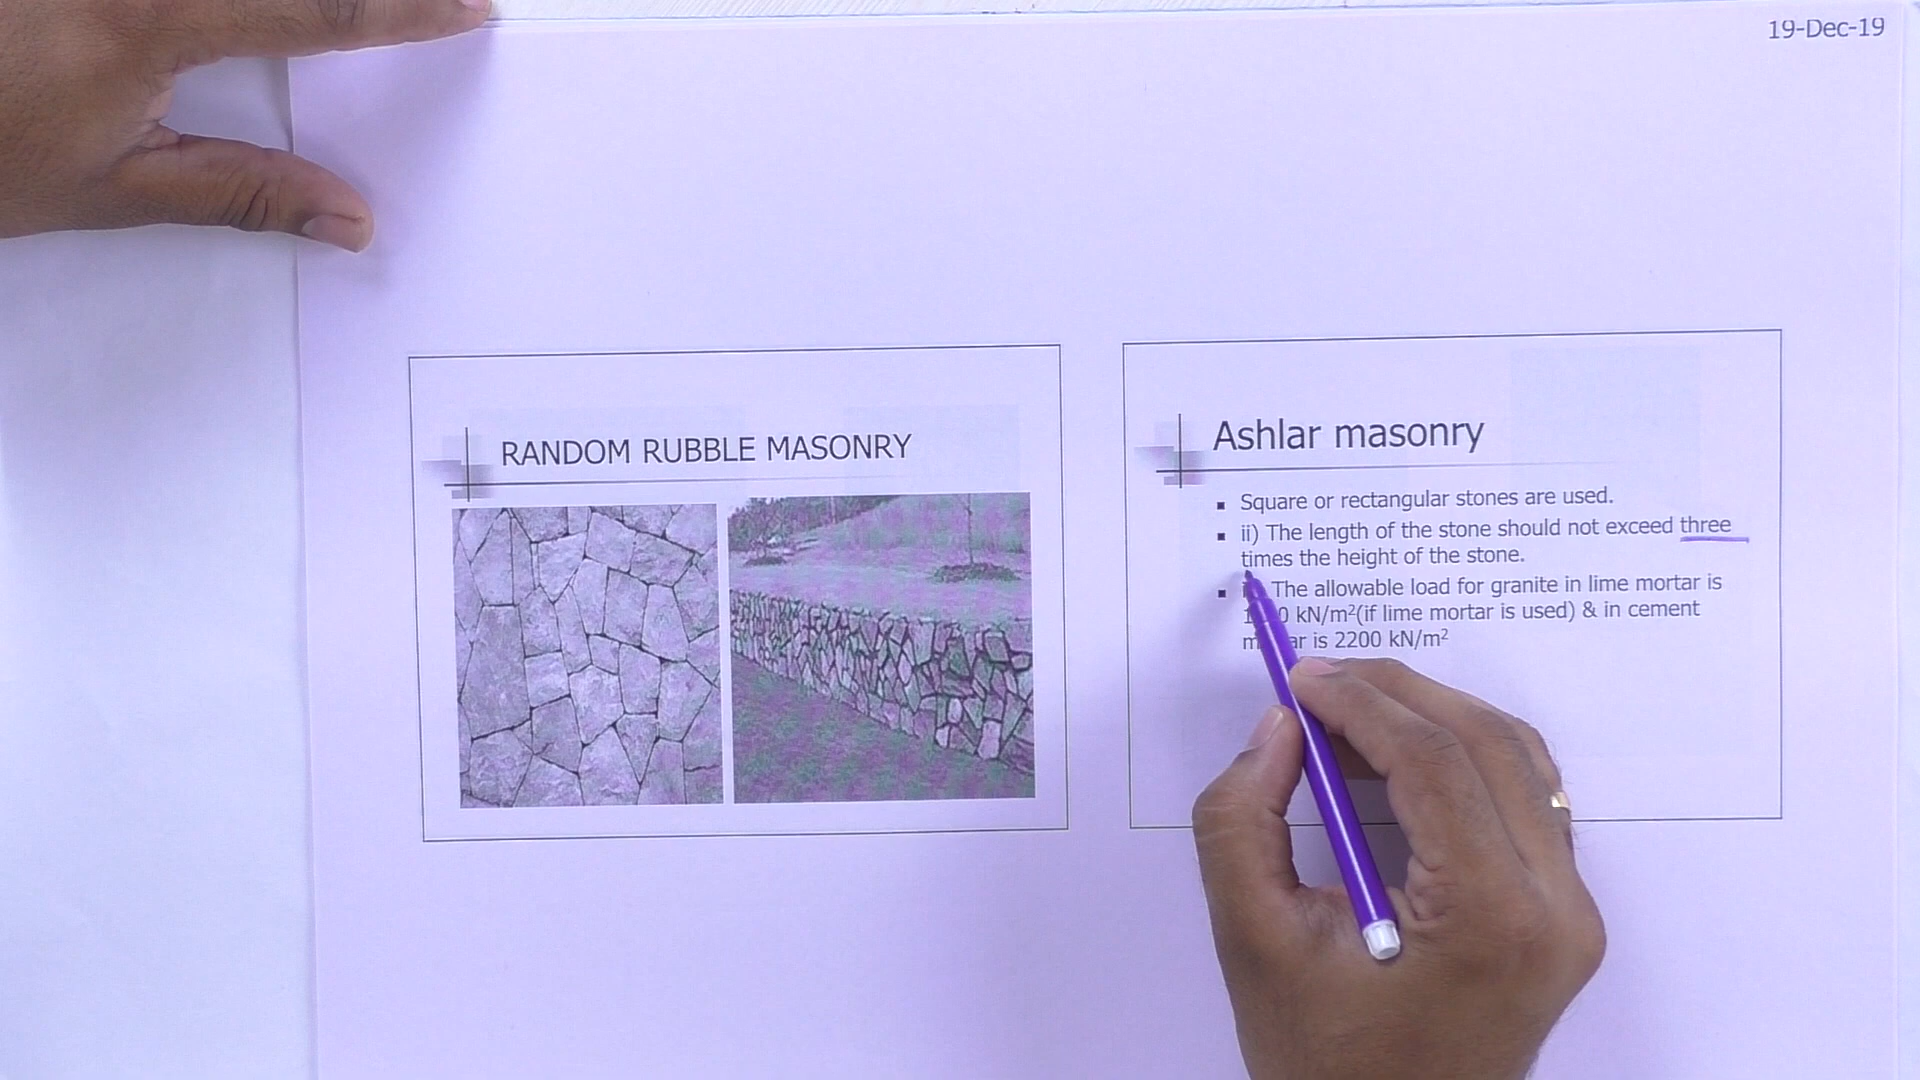 19-Dec-19
RANDOM RUBBLE MASONRY
Ashlar masonry
▪ Square or rectangular stones are used.
▪ ii) The length of the stone should not exceed three
times the height of the stone.
▪ The allowable load for granite in lime mortar is
kN/m²(if lime mortar is used) & in cement
is 2200 kN/m²